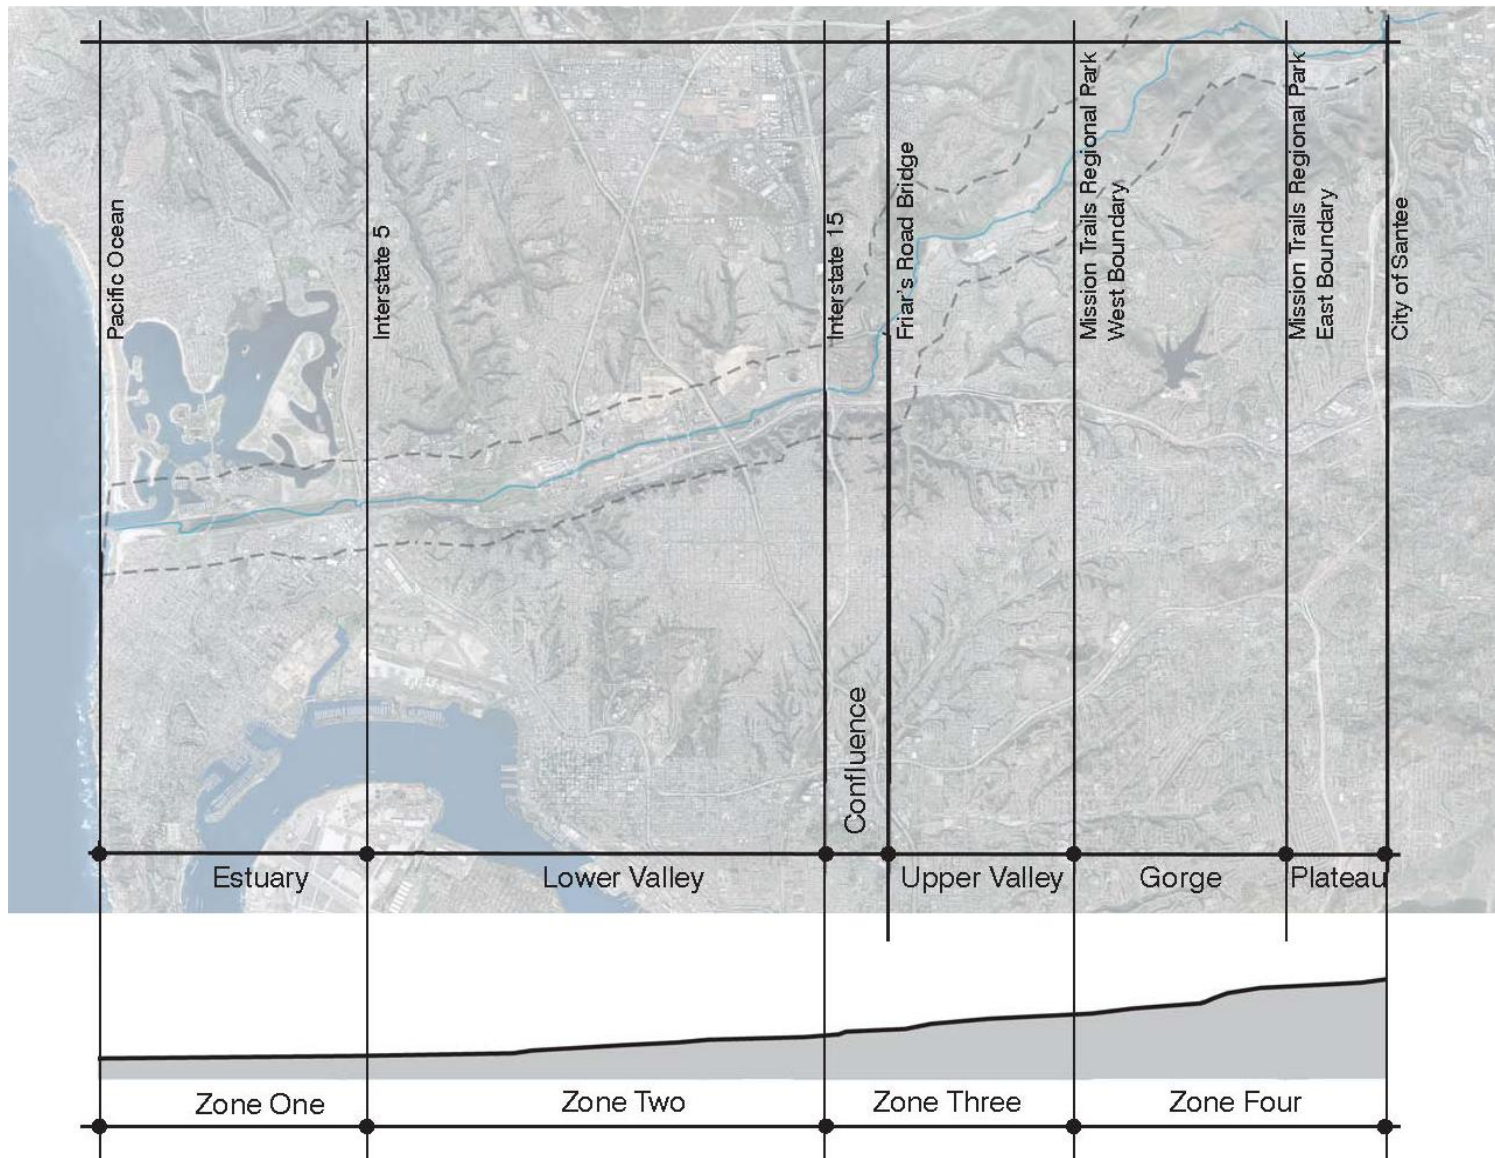 Pacific Ocean
Interstate 5
Interstate 15
Friar's Road Bridge
Mission Trails Regional Park
West Boundary
Mission Trails Regional Park
East Boundary
City of Santee
Confluence
Estuary
Lower Valley
Upper Valley
Gorge
Plateau
Zone One
Zone Two
Zone Three
Zone Four